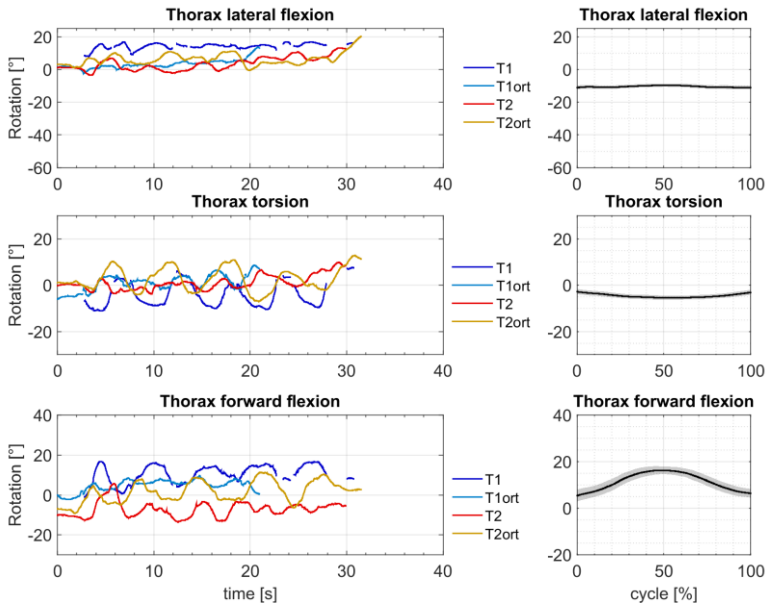 Thorax lateral flexion
Thorax lateral flexion
Rotation [°]
20
0
-20
-40
-60
0
10
20
30
40
T1
T1ort
T2
T2ort
20
0
-20
-40
-60
0
50
100
Thorax torsion
Thorax torsion
Rotation [°]
20
0
-20
0
10
20
30
40
T1
T1ort
T2
T2ort
20
0
-20
0
50
100
Thorax forward flexion
Thorax forward flexion
Rotation [°]
40
20
0
-20
0
10
20
30
40
time [s]
T1
T1ort
T2
T2ort
40
20
0
-20
0
50
100
cycle [%]